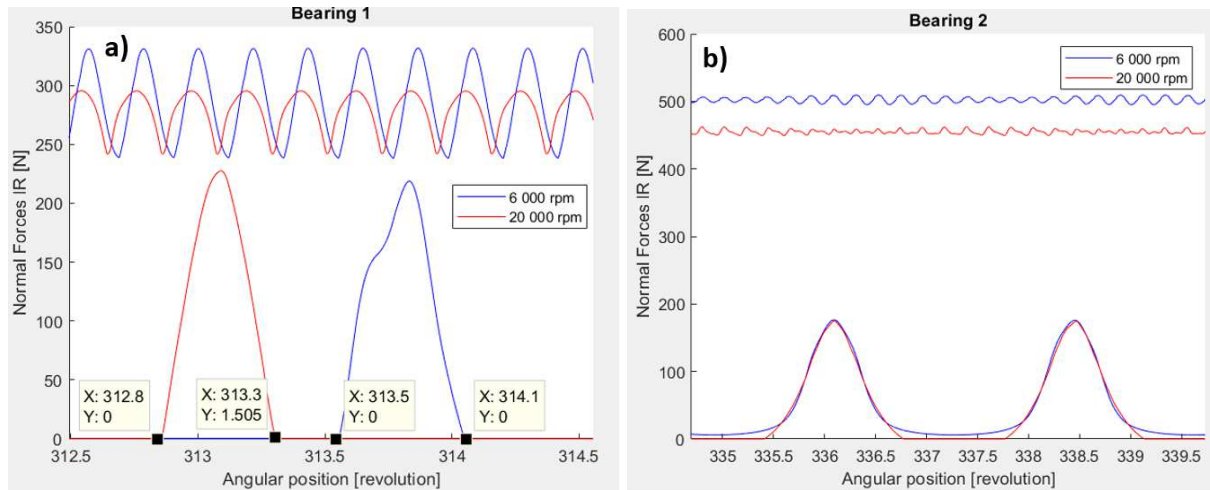 Bearing 1
a)
350
300
250
200
150
100
50
0
Normal Forces IR [N]
6 000 rpm
20 000 rpm
X: 312.8
Y: 0
X: 313.3
Y: 1.505
X: 313.5
Y: 0
X: 314.1
Y: 0
312.5 313 313.5 314 314.5
Angular position [revolution]
Bearing 2
b)
600
500
400
300
200
100
0
Normal Forces IR [N]
6 000 rpm
20 000 rpm
335 335.5 336 336.5 337 337.5 338 338.5 339 339.5
Angular position [revolution]